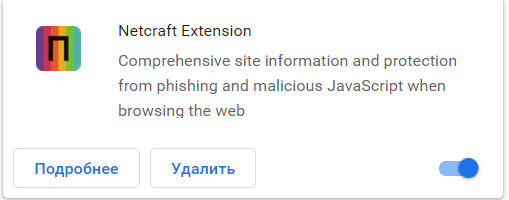 Netcraft Extension
Comprehensive site information and protection
from phishing and malicious JavaScript when
browsing the web
Подробнее
Удалить